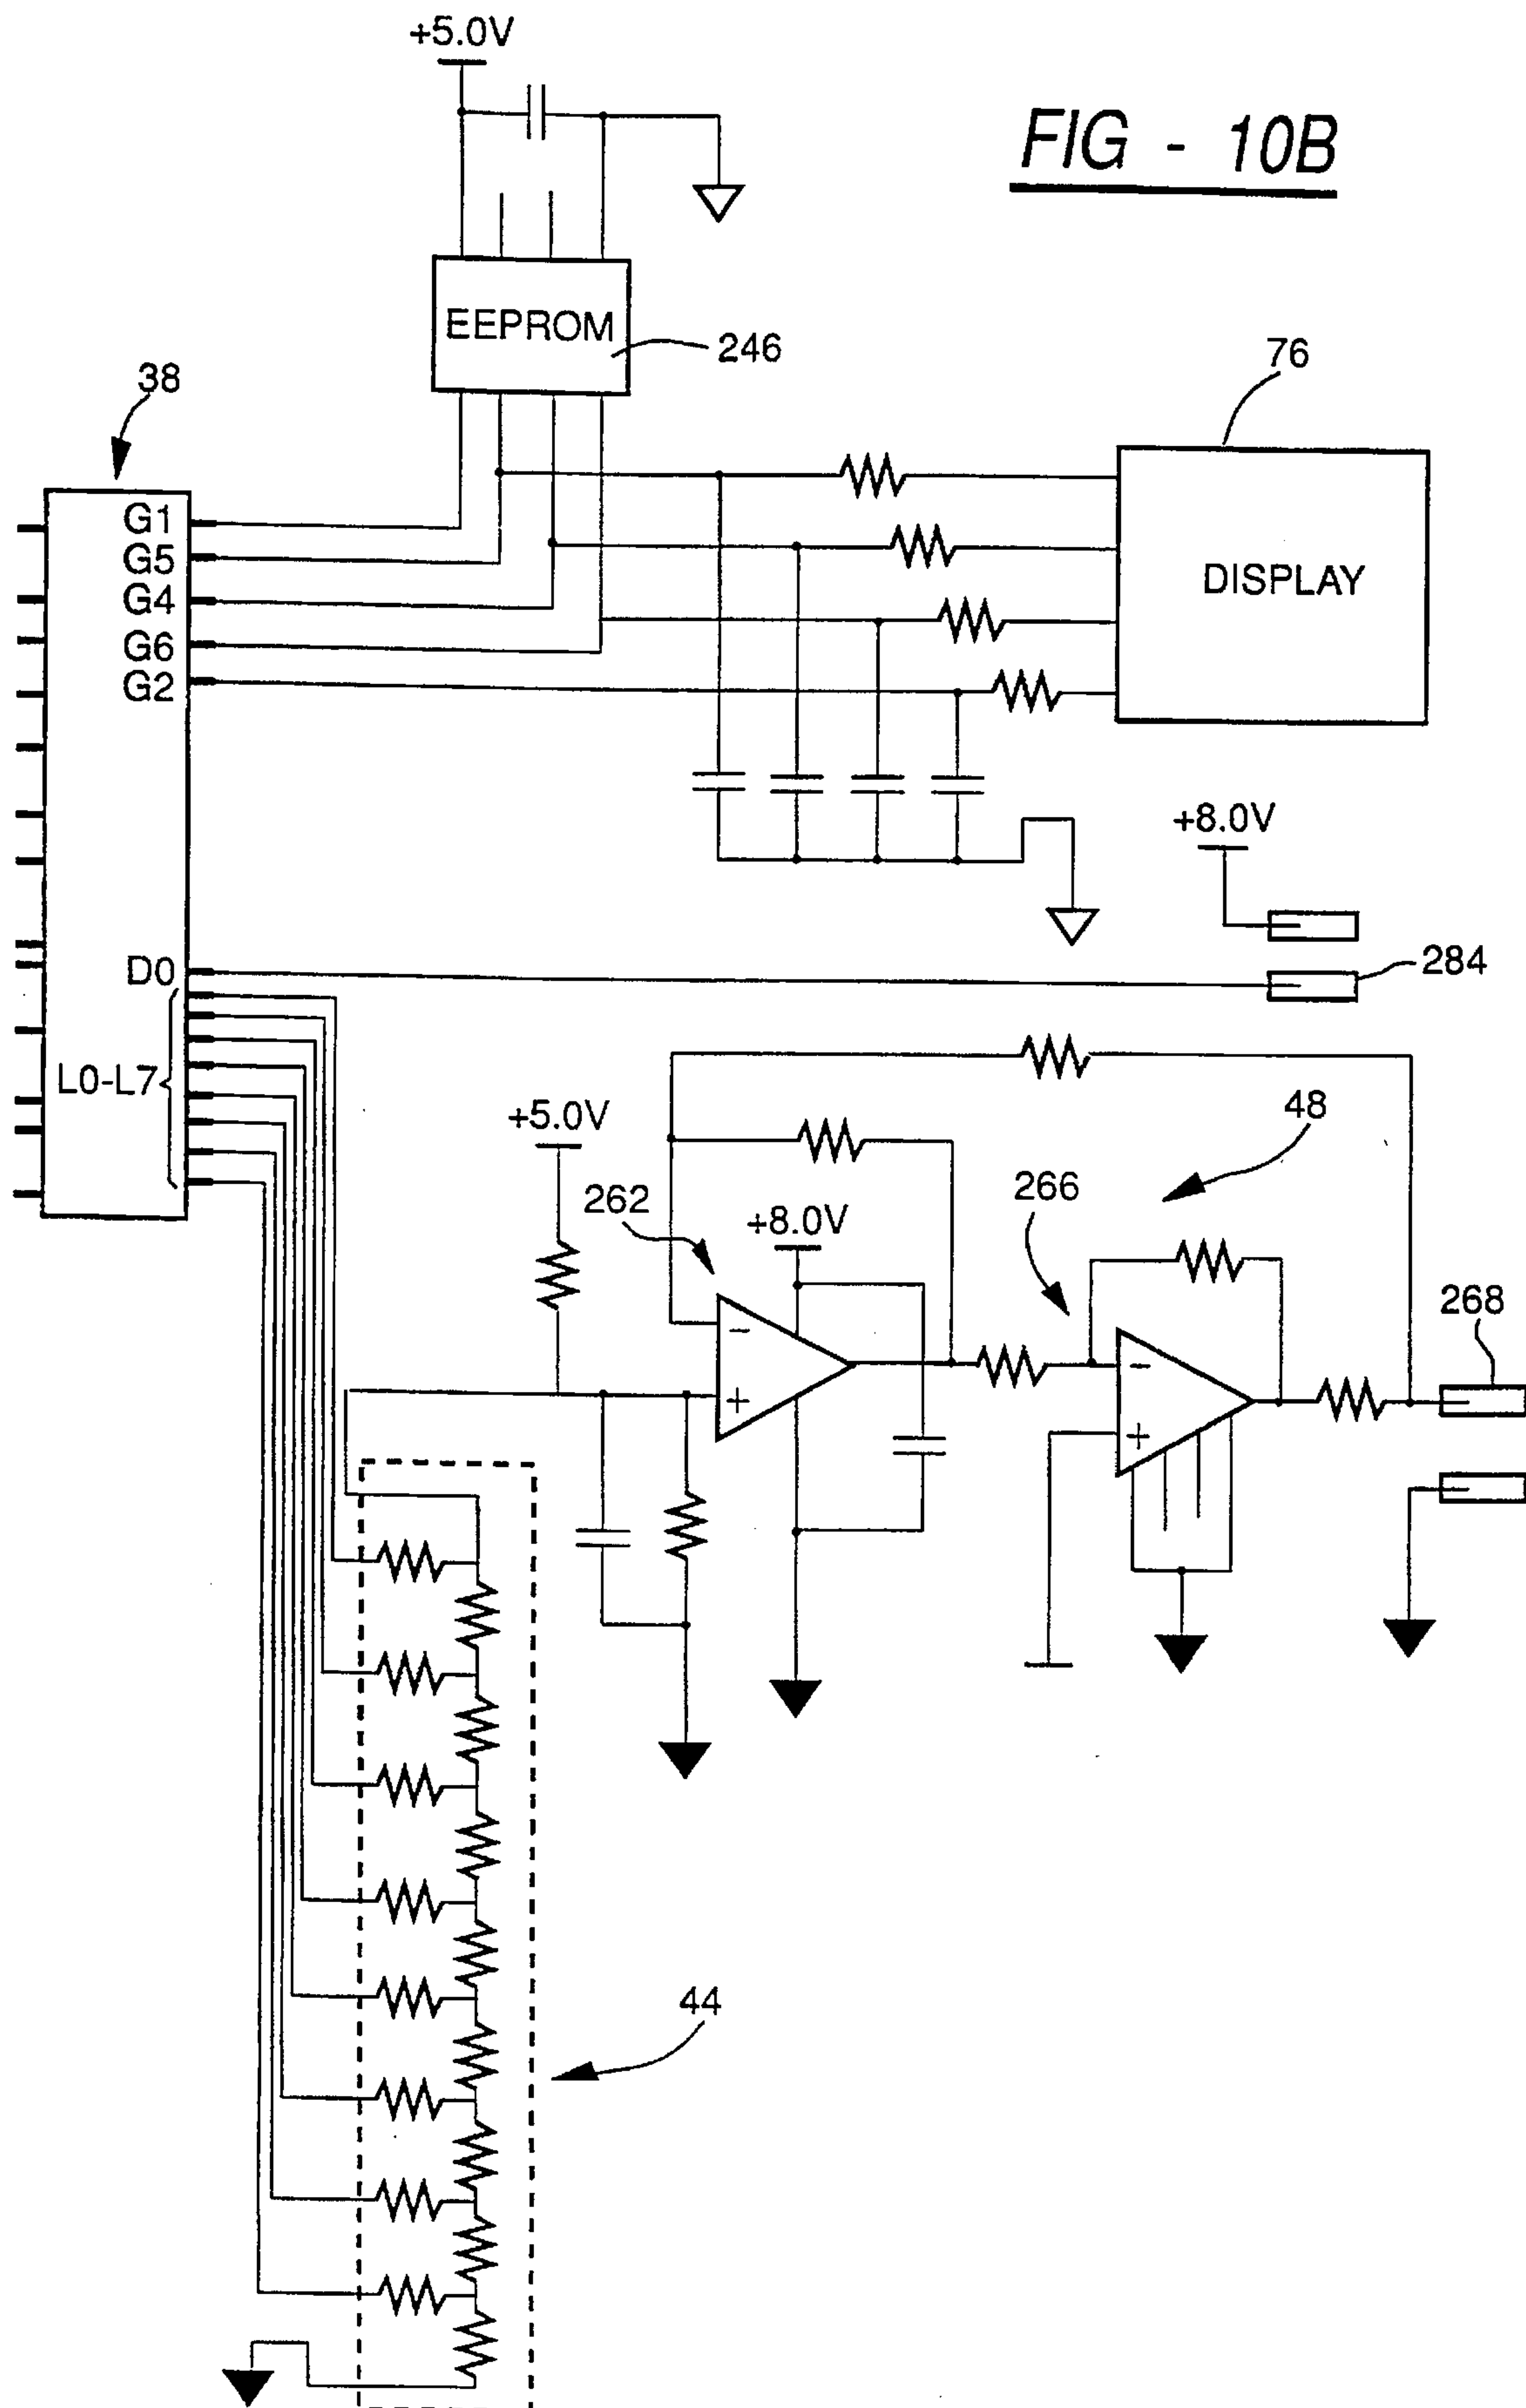 +5.0V
FIG - 10B
EEPROM
246
38
76
G1
G5
G4
G6
G2
DISPLAY
+8.0V
D0
284
L0-L7
+5.0V
48
262
+8.0V
266
268
-
+
-
+
44